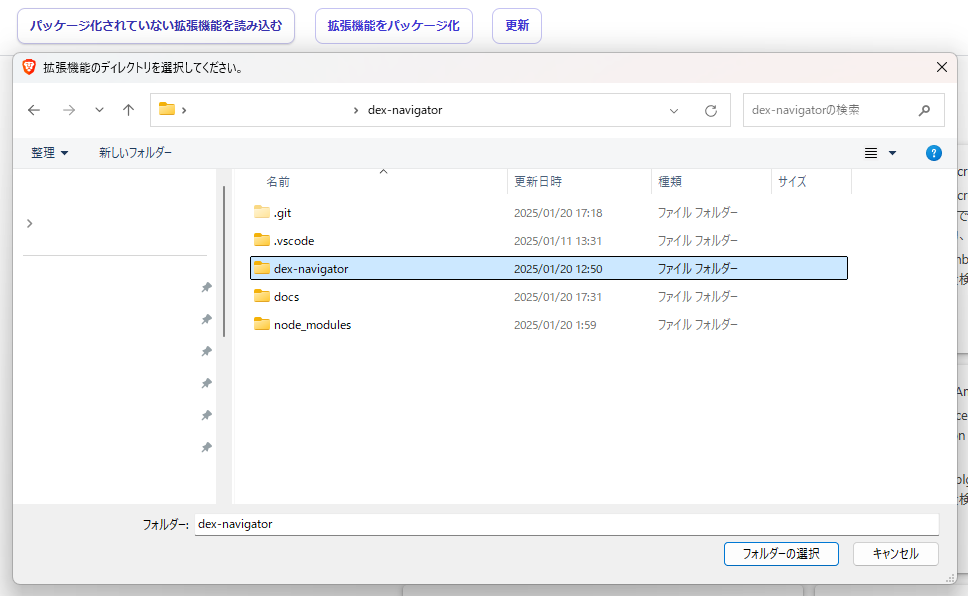 パッケージ化されていない拡張機能を読み込む 拡張機能をパッケージ化 更新
拡張機能のディレクトリを選択してください。
dex-navigator dex-navigatorの検索
整理 新しいフォルダー
名前 更新日時 種類 サイズ
.git 2025/01/20 17:18 ファイル フォルダー
.vscode 2025/01/11 13:31 ファイル フォルダー
dex-navigator 2025/01/20 12:50 ファイル フォルダー
docs 2025/01/20 17:31 ファイル フォルダー
node_modules 2025/01/20 1:59 ファイル フォルダー
フォルダー: dex-navigator
フォルダーの選択 キャンセル